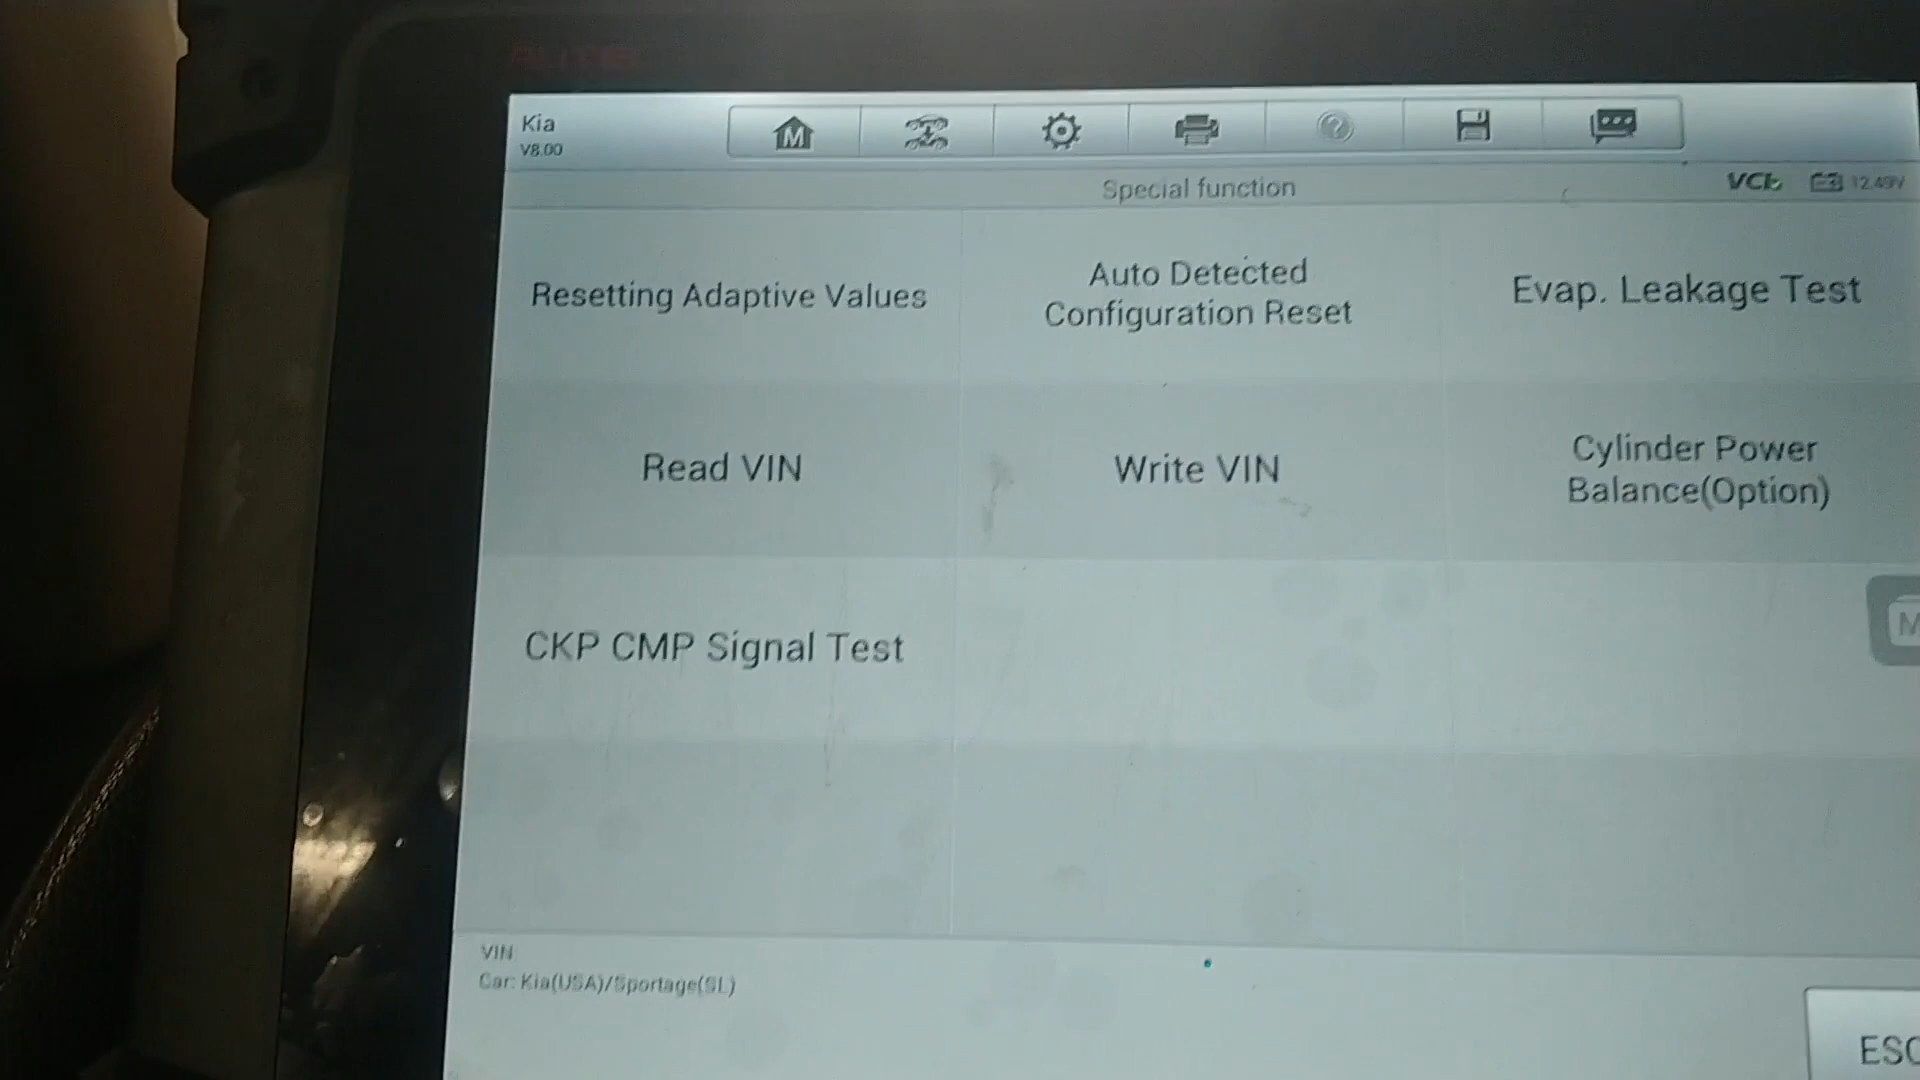 AUTEL
Kia
V8.00
M
Special function
VCI
12.49V
Resetting Adaptive Values
Auto Detected
Configuration Reset
Evap. Leakage Test
Read VIN
Write VIN
Cylinder Power
Balance(Option)
M
CKP CMP Signal Test
VIN
Car: Kia(USA)/Sportage(SL)
ESC